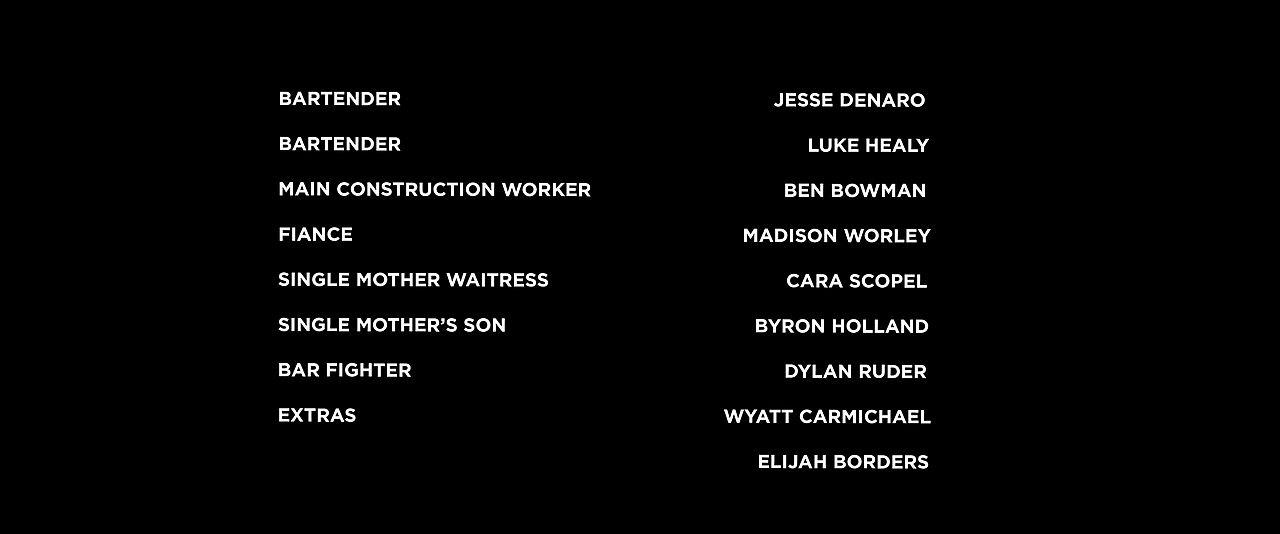 BARTENDER JESSE DENARO
BARTENDER LUKE HEALY
MAIN CONSTRUCTION WORKER BEN BOWMAN
FIANCE MADISON WORLEY
SINGLE MOTHER WAITRESS CARA SCOPEL
SINGLE MOTHER’S SON BYRON HOLLAND
BAR FIGHTER DYLAN RUDER
EXTRAS WYATT CARMICHAEL
ELIJAH BORDERS